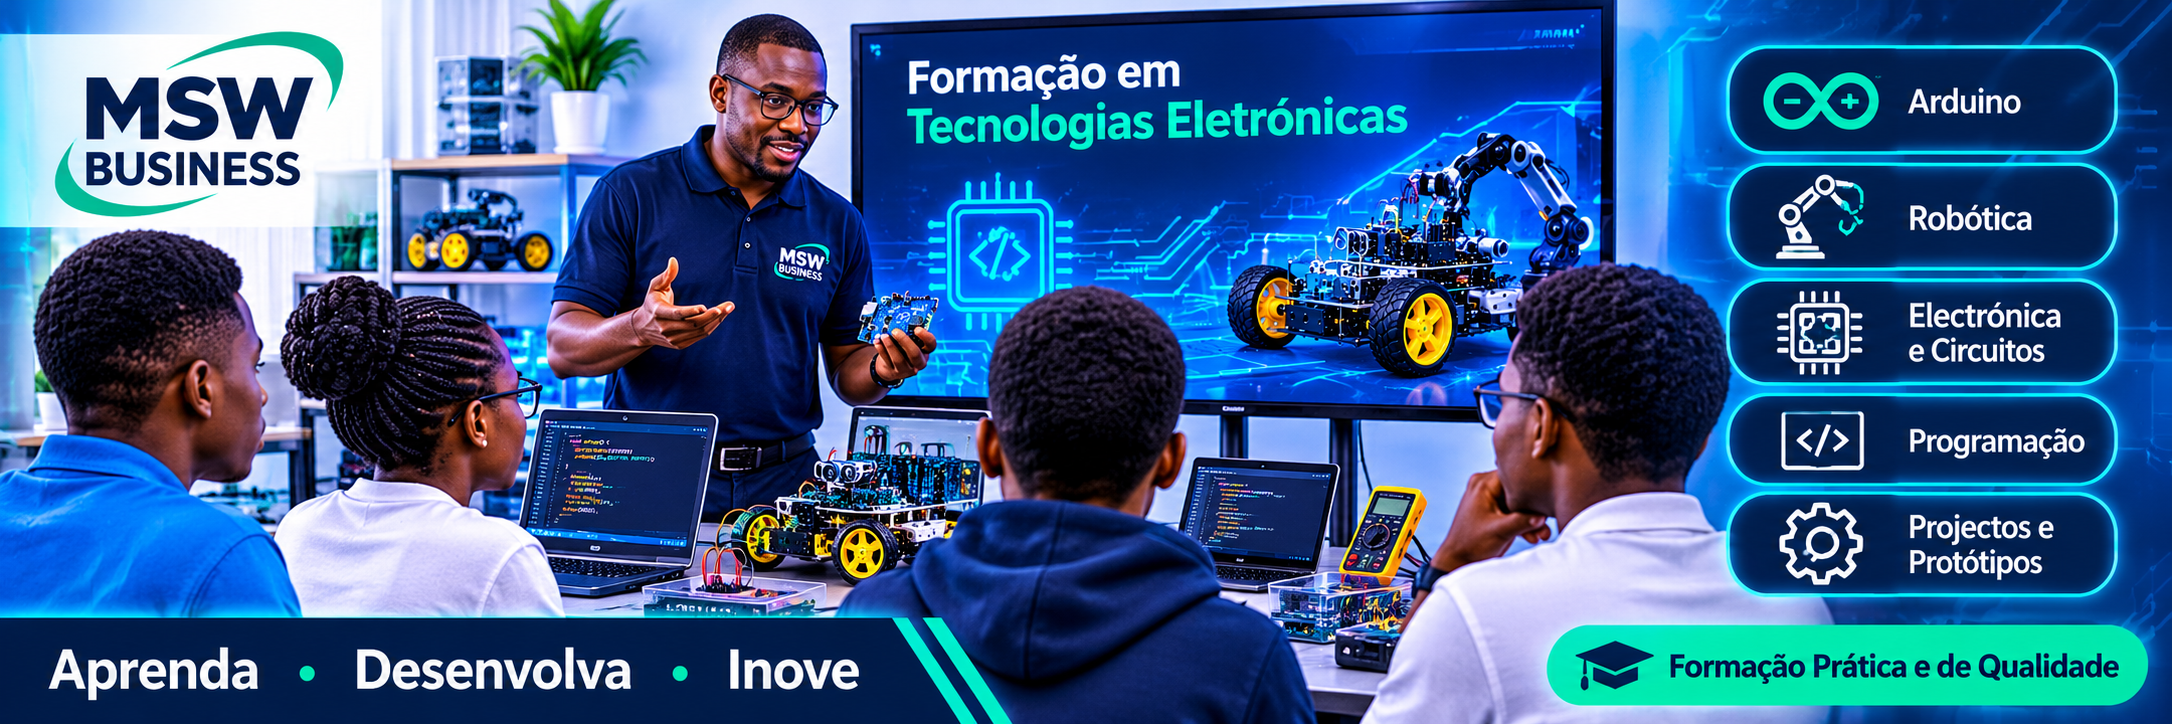 MSW
BUSINESS
Formação em
Tecnologias Eletrónicas
MSW
BUSINESS
Arduino
Robótica
Electrónica
e Circuitos
Programação
Projectos e
Protótipos
Aprenda • Desenvolva • Inove
Formação Prática e de Qualidade